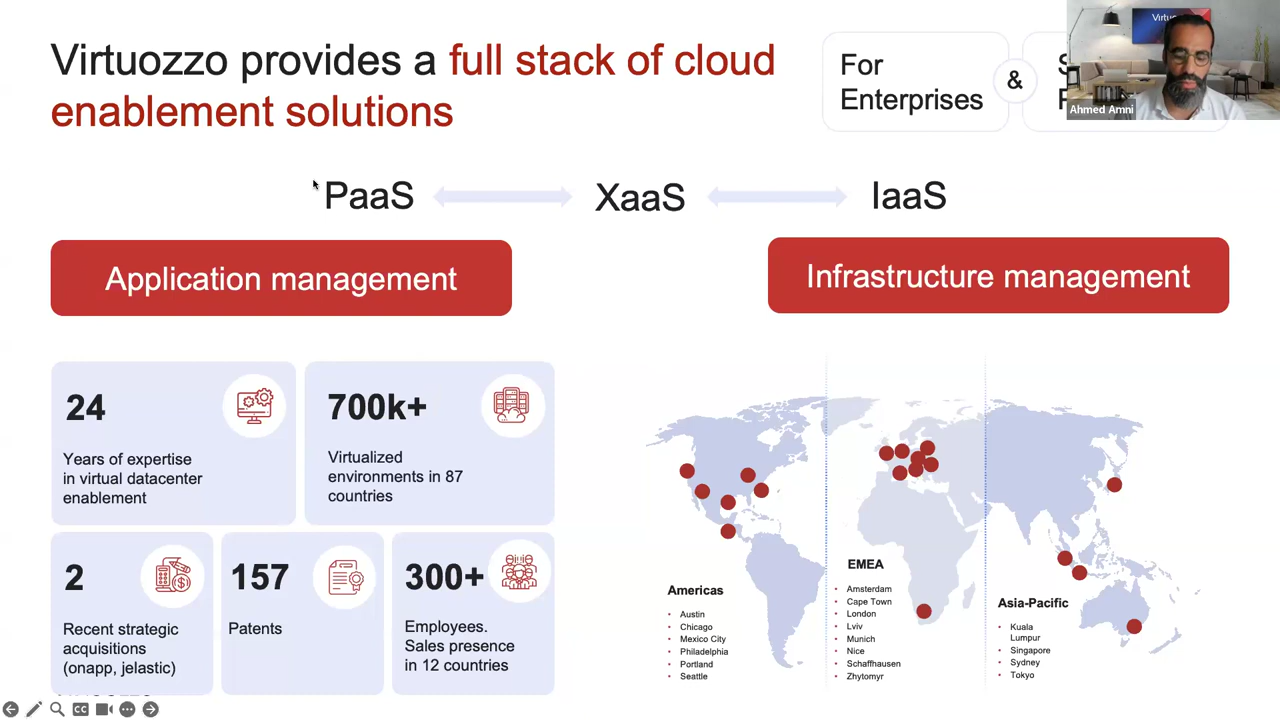 Virtuozzo provides a full stack of cloud
enablement solutions
For
Enterprises
&
Ahmed Amni
PaaS
XaaS
IaaS
Application management
Infrastructure management
24
Years of expertise
in virtual datacenter
enablement
700k+
Virtualized
environments in 87
countries
2
Recent strategic
acquisitions
(onapp, jelastic)
157
Patents
300+
Employees.
Sales presence
in 12 countries
Americas
• Austin
• Chicago
• Mexico City
• Philadelphia
• Portland
• Seattle
EMEA
• Amsterdam
• Cape Town
• London
• Lviv
• Munich
• Nice
• Schaffhausen
• Zhytomyr
Asia-Pacific
• Kuala
Lumpur
• Singapore
• Sydney
• Tokyo
CC